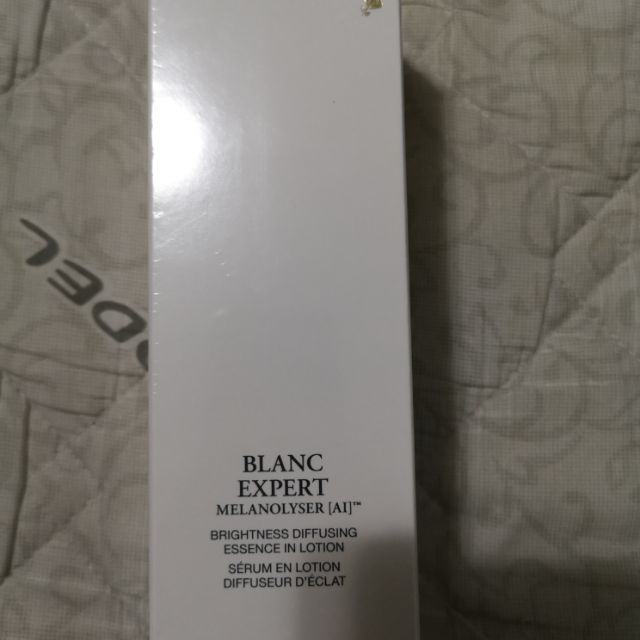 BLANC
EXPERT
MELANOLYSER [AI]™
BRIGHTNESS DIFFUSING
ESSENCE IN LOTION
SÉRUM EN LOTION
DIFFUSEUR D'ÉCLAT